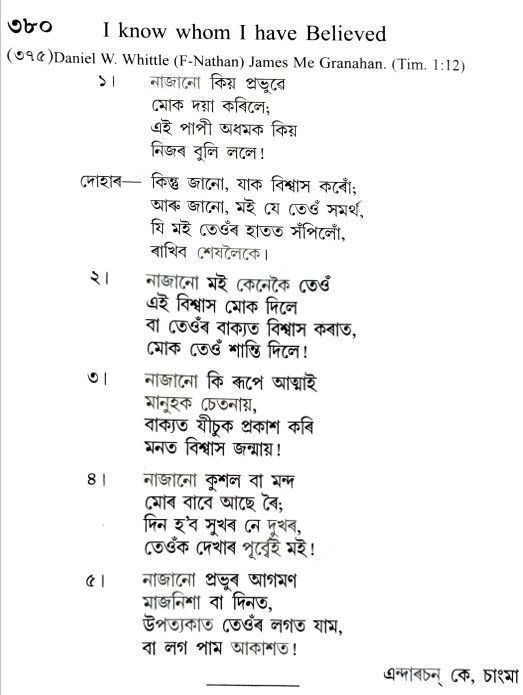 ৩৮০ I know whom I have Believed
(৩৭৫)Daniel W. Whittle (F-Nathan) James Me Granahan. (Tim. 1:12)
১। নাজানো কিয় প্ৰভুৱে
মোক দয়া কৰিলে;
এই পাপী অধমক কিয়
নিজৰ বুলি ললে!
দোহাৰ— কিন্তু জানো, যাক বিশ্বাস কৰোঁ;
আৰু জানো, মই যে তেওঁ সমৰ্থ,
যি মই তেওঁৰ হাতত সঁপিলোঁ,
ৰাখিব শেষলৈকে।
২। নাজানো মই কেনেকৈ তেওঁ
এই বিশ্বাস মোক দিলে
বা তেওঁৰ বাক্যত বিশ্বাস কৰাত,
মোক তেওঁ শান্তি দিলে!
৩। নাজানো কি ৰূপে আত্মাই
মানুহক চেতনায়,
বাক্যত যীচুক প্ৰকাশ কৰি
মনত বিশ্বাস জন্মায়!
৪। নাজানো কুশল বা মন্দ
মোৰ বাবে আছে ৰৈ;
দিন হ'ব সুখৰ নে দুখৰ,
তেওঁক দেখাৰ পূৰ্ব্বেই মই!
৫। নাজানো প্ৰভুৰ আগমণ
মাজনিশা বা দিনত,
উপত্যকাত তেওঁৰ লগত যাম,
বা লগ পাম আকাশত!
এন্দাৰচন্ কে, চাংমা